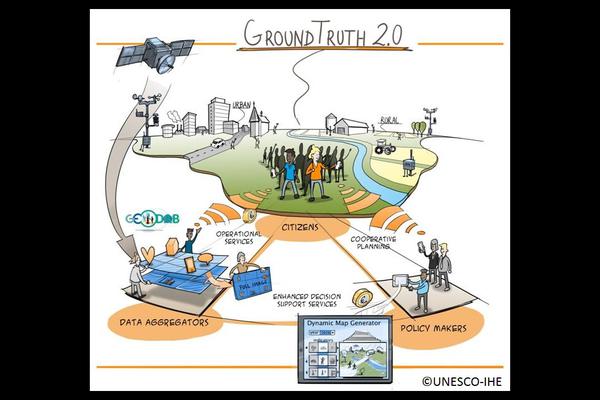 GROUNDTRUTH 2.0
URBAN
RURAL
GEODAB
CITIZENS
OPERATIONAL
SERVICES
COOPERATIVE
PLANNING
FULL IMAGE
ENHANCED DECISION
SUPPORT SERVICES
DATA AGGREGATORS
POLICY MAKERS
Dynamic Map Generator
©UNESCO-IHE